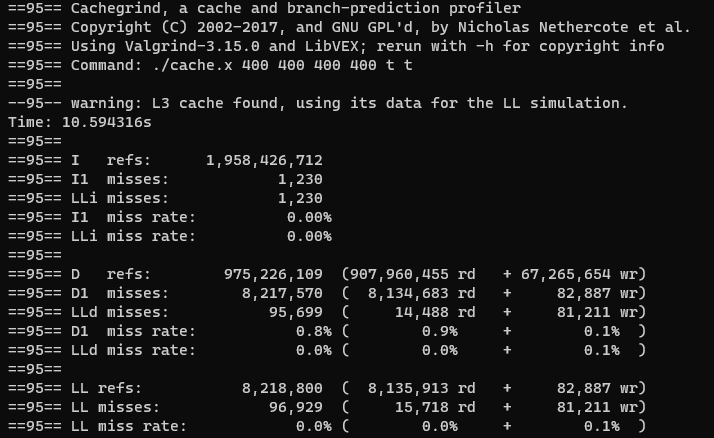 ==95== Cachegrind, a cache and branch-prediction profiler
==95== Copyright (C) 2002-2017, and GNU GPL'd, by Nicholas Nethercote et al.
==95== Using Valgrind-3.15.0 and LibVEX; rerun with -h for copyright info
==95== Command: ./cache.x 400 400 400 400 t t
==95==
--95-- warning: L3 cache found, using its data for the LL simulation.
Time: 10.594316s
==95==
==95== I   refs:      1,958,426,712
==95== I1  misses:            1,230
==95== LLi misses:            1,230
==95== I1  miss rate:          0.00%
==95== LLi miss rate:          0.00%
==95==
==95== D   refs:        975,226,109  (907,960,455 rd   + 67,265,654 wr)
==95== D1  misses:        8,217,570  (  8,134,683 rd   +     82,887 wr)
==95== LLd misses:           95,699  (     14,488 rd   +     81,211 wr)
==95== D1  miss rate:           0.8% (        0.9%     +        0.1%  )
==95== LLd miss rate:           0.0% (        0.0%     +        0.1%  )
==95==
==95== LL refs:           8,218,800  (  8,135,913 rd   +     82,887 wr)
==95== LL misses:            96,929  (     15,718 rd   +     81,211 wr)
==95== LL miss rate:            0.0% (        0.0%     +        0.1%  )